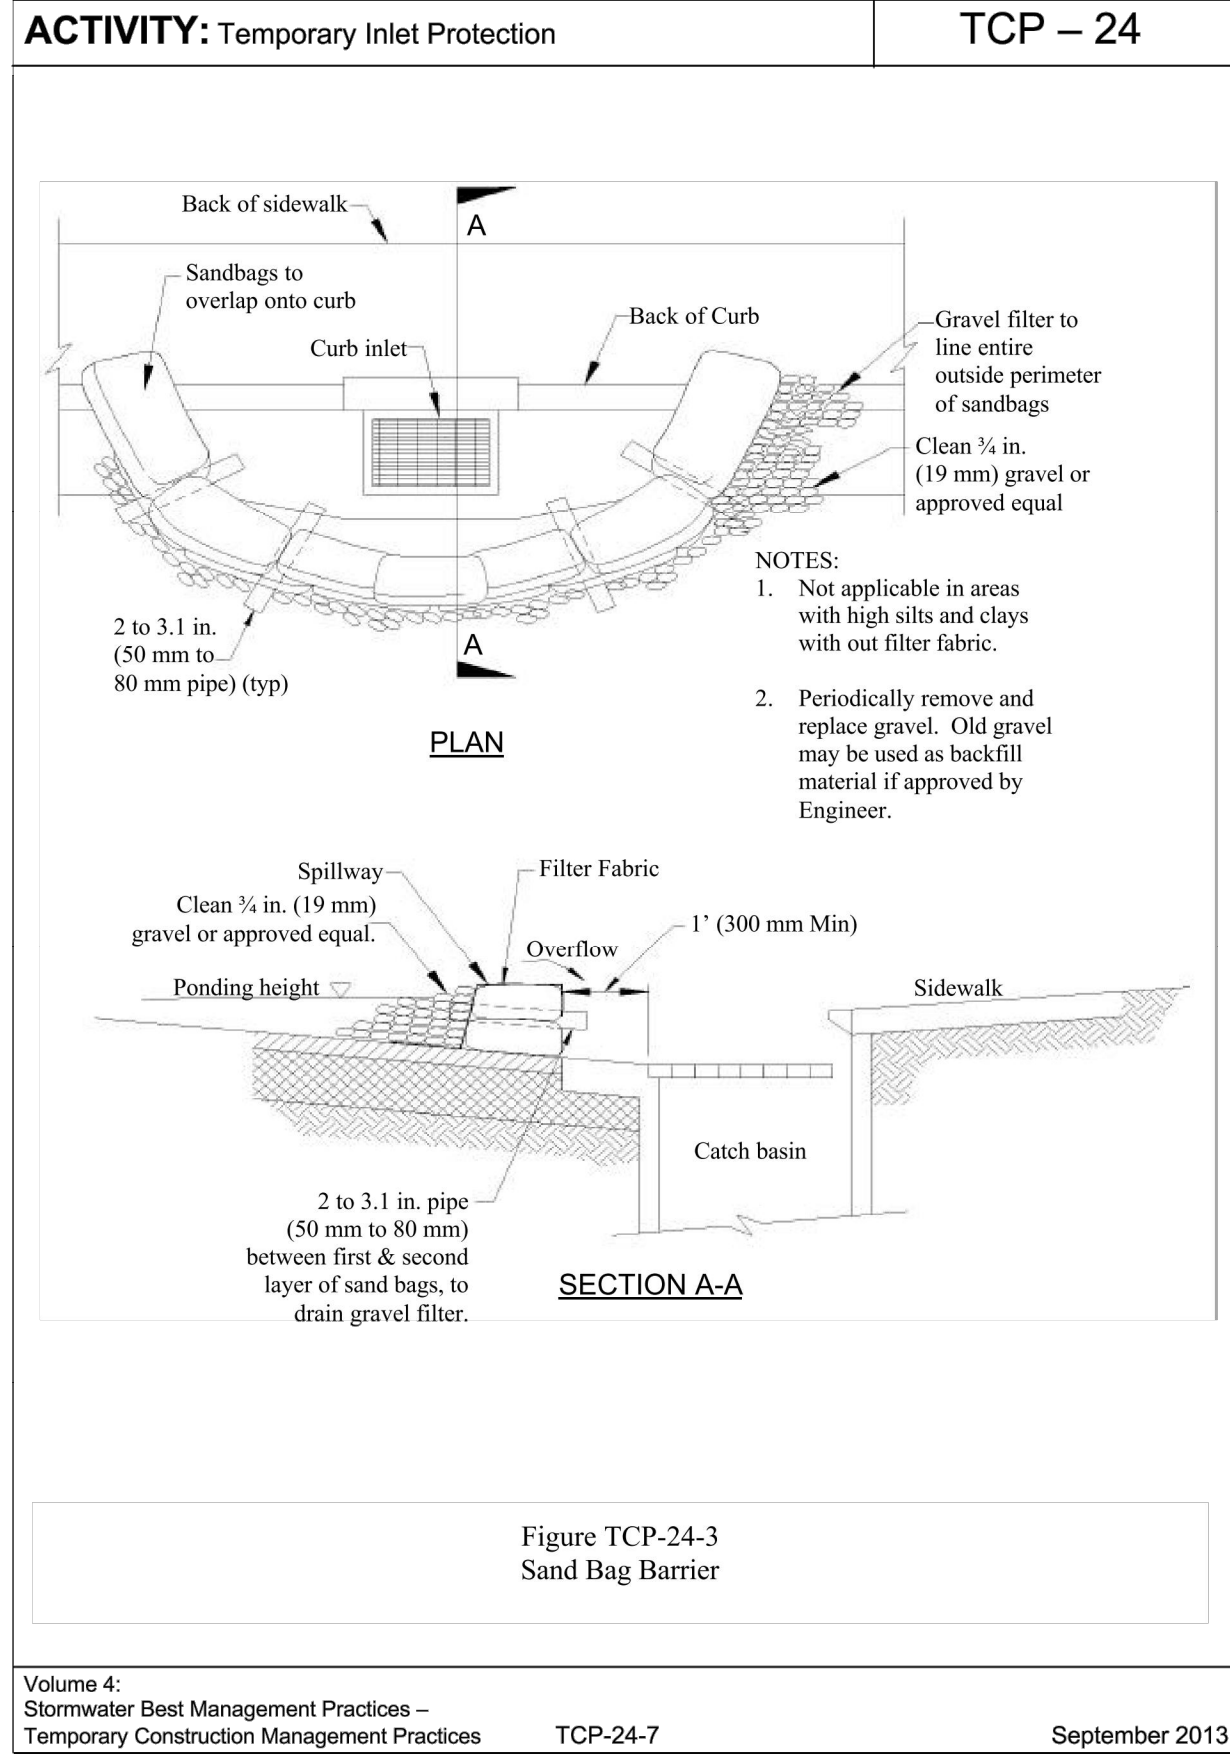 ACTIVITY: Temporary Inlet Protection
TCP – 24
Back of sidewalk
A
Sandbags to
overlap onto curb
Back of Curb
Curb inlet
Gravel filter to
line entire
outside perimeter
of sandbags
Clean ¾ in.
(19 mm) gravel or
approved equal
NOTES:
1. Not applicable in areas
with high silts and clays
with out filter fabric.
2. Periodically remove and
replace gravel. Old gravel
may be used as backfill
material if approved by
Engineer.
2 to 3.1 in.
(50 mm to
80 mm pipe) (typ)
A
PLAN
Spillway
Filter Fabric
Clean ¾ in. (19 mm)
gravel or approved equal.
1’ (300 mm Min)
Overflow
Ponding height
Sidewalk
Catch basin
2 to 3.1 in. pipe
(50 mm to 80 mm)
between first & second
layer of sand bags, to
drain gravel filter.
SECTION A-A
Figure TCP-24-3
Sand Bag Barrier
Volume 4:
Stormwater Best Management Practices –
Temporary Construction Management Practices
TCP-24-7
September 2013